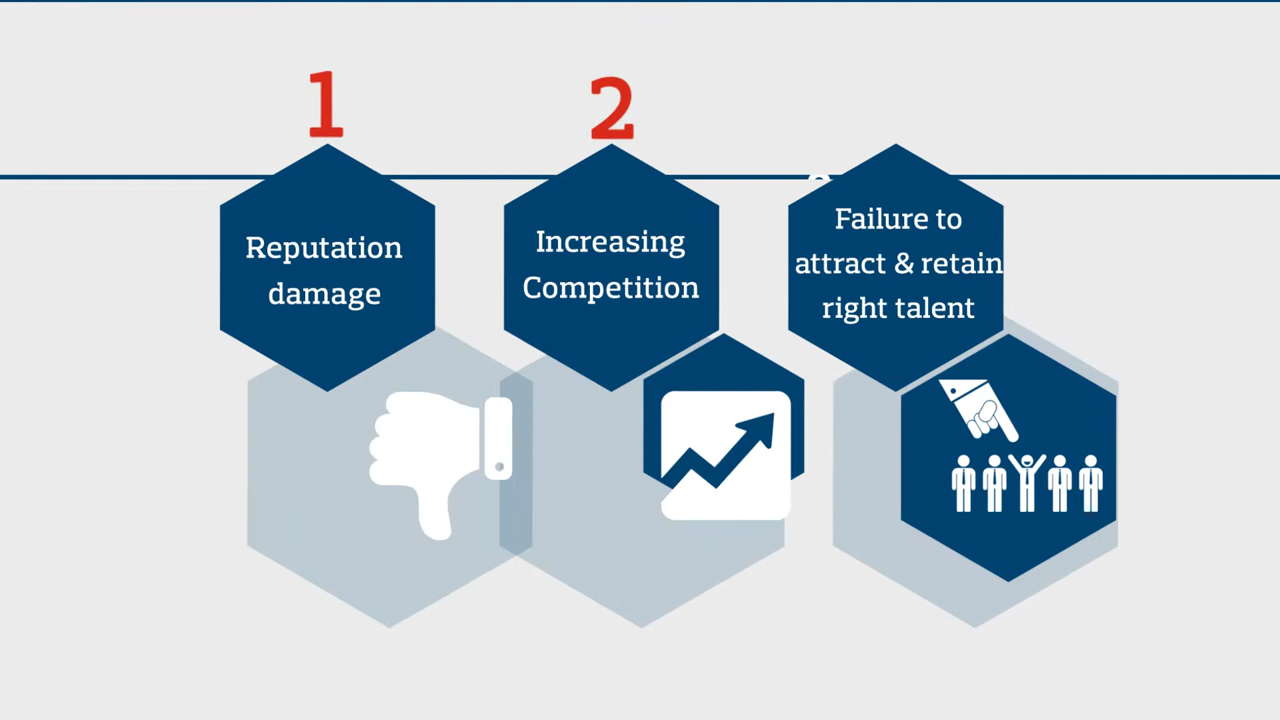 1
2
Reputation
damage
Increasing
Competition
Failure to
attract & retain
right talent